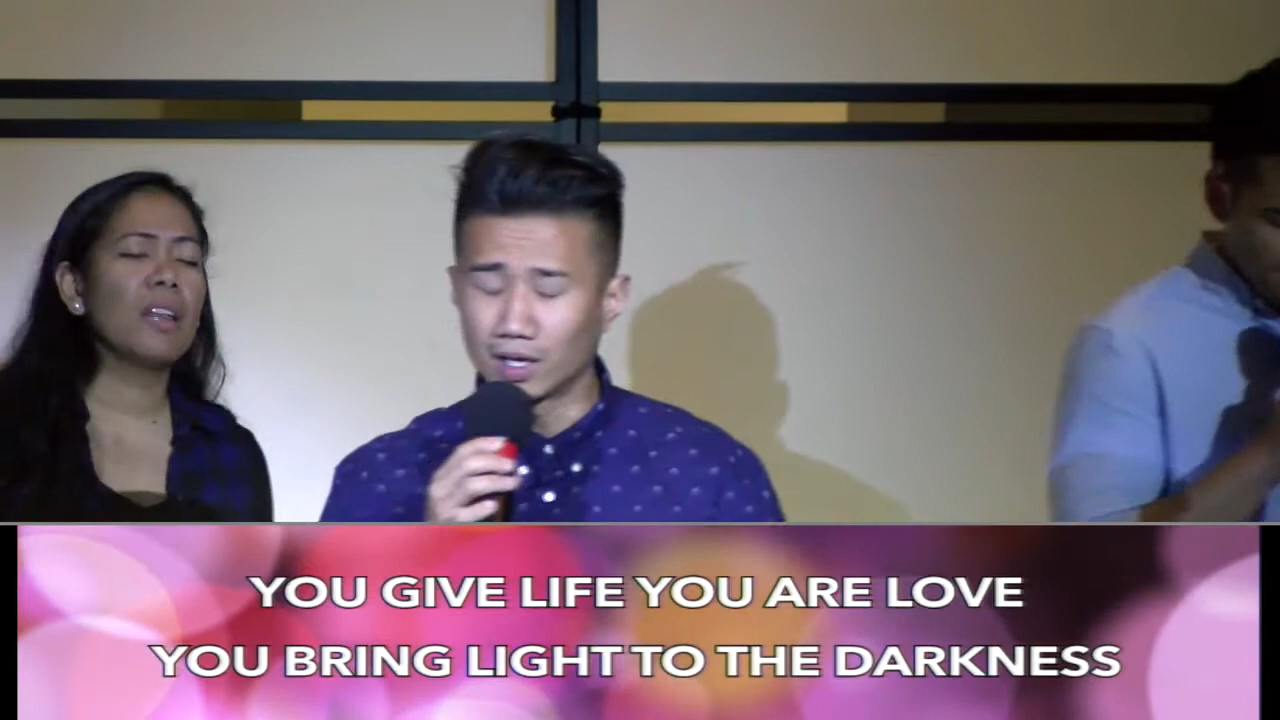 YOU GIVE LIFE YOU ARE LOVE
YOU BRING LIGHT TO THE DARKNESS